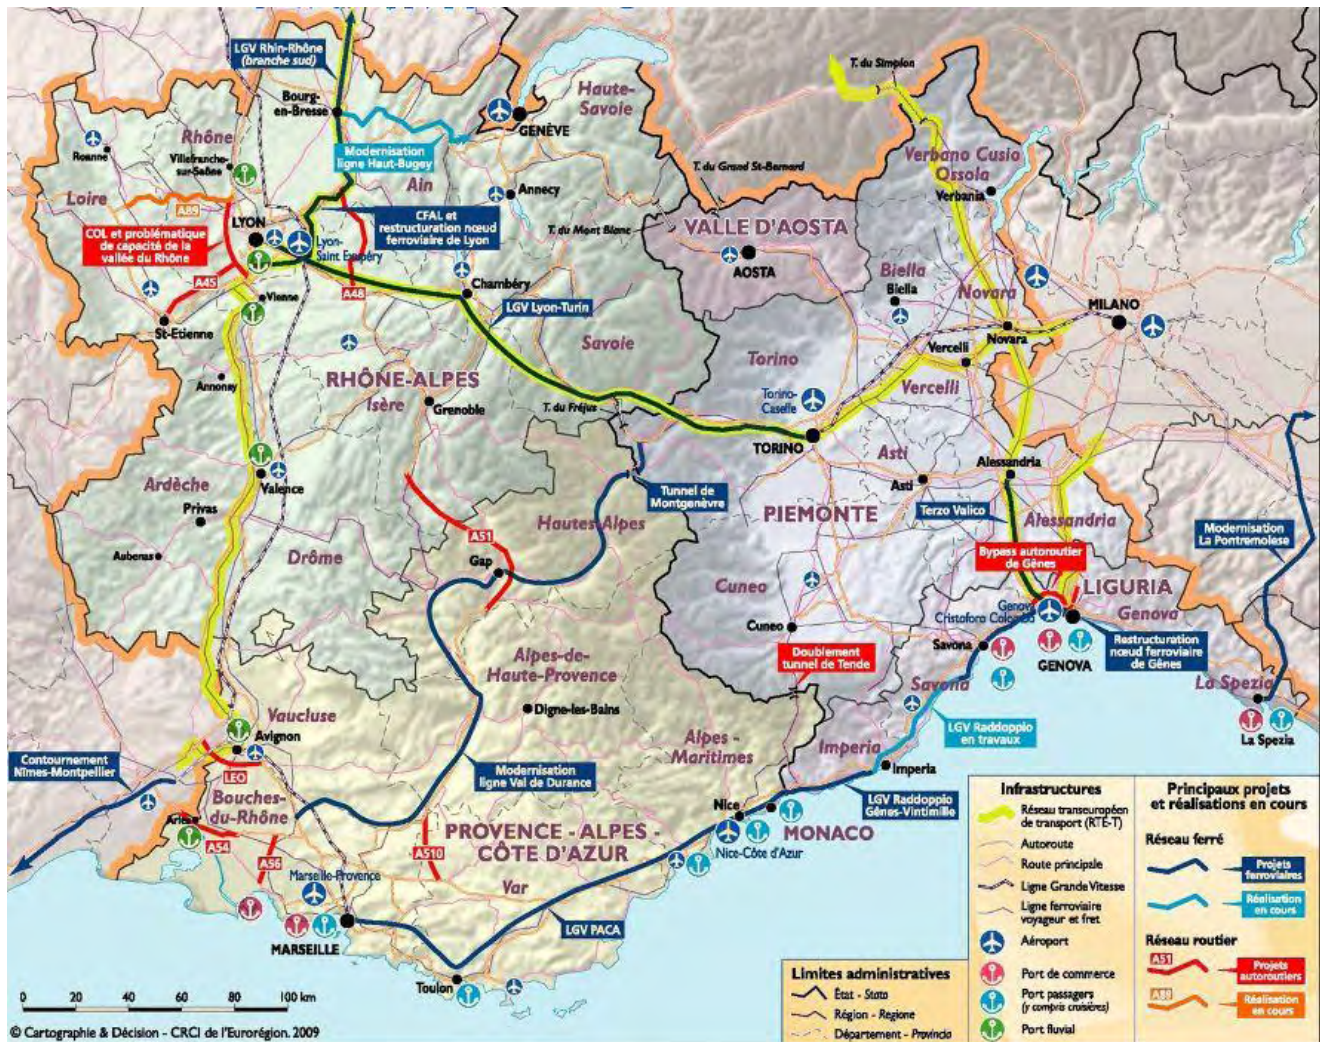 LGV Rhin-Rhône
(branche sud)
Bourg-
en-Bresse
GENÈVE
Haute-
Savoie
T. du Simplon
Rhône
Roanne
Villefranche-
sur-Saône
Modernisation
ligne Haut-Bugey
Ain
Annecy
T. du Grand St-Bernard
Verbano Cusio
Ossola
Verbania
Loire
A89
LYON
COL et problématique
de capacité de la
vallée du Rhône
CFAL et
restructuration nœud
ferroviaire de Lyon
Lyon-
Saint Exupéry
T. du Mont Blanc
VALLE D'AOSTA
AOSTA
Biella
Biella
Novara
MILANO
A45
Vienne
A48
Chambéry
LGV Lyon-Turin
St-Etienne
Savoie
Novara
Vercelli
Vercelli
Torino
Annonay
RHÔNE-ALPES
Isère
Grenoble
T. du Fréjus
Torino-
Caselle
TORINO
Asti
Asti
Alessandria
Ardèche
Valence
Privas
Aubenas
Drôme
A51
Gap
Hautes-Alpes
Tunnel de
Montgenèvre
PIEMONTE
Terzo Valico
Alessandria
Modernisation
La Pontremolese
Bypass autoroutier
de Gênes
Cuneo
Cuneo
LIGURIA
Genova
Genova
Cristoforo Colombo
Savona
GENOVA
Restructuration
nœud ferroviaire
de Gênes
Doublement
tunnel de Tende
Alpes-de-
Haute-Provence
Digne-les-Bains
Savona
La Spezia
La Spezia
Vaucluse
Avignon
Alpes -
Maritimes
Imperia
Imperia
LGV Raddoppio
en travaux
Contournement
Nîmes-Montpellier
LEO
Modernisation
ligne Val de Durance
LGV Raddoppio
Gênes-Vintimille
Bouches-
du-Rhône
Arles
A54
A56
A510
PROVENCE - ALPES -
CÔTE D'AZUR
Nice
MONACO
Nice-Côte d'Azur
Marseille-Provence
Var
MARSEILLE
LGV PACA
Toulon
0 20 40 60 80 100 km
© Cartographie & Décision - CRCI de l'Eurorégion. 2009
Limites administratives
État - Stato
Région - Regione
Département - Provincia
Infrastructures
Réseau transeuropéen
de transport (RTE-T)
Autoroute
Route principale
Ligne Grande Vitesse
Ligne ferroviaire
voyageur et fret
Aéroport
Port de commerce
Port passagers
(y compris croisières)
Port fluvial
Principaux projets
et réalisations en cours
Réseau ferré
Projets
ferroviaires
Réalisation
en cours
Réseau routier
A51
Projets
autoroutiers
A89
Réalisation
en cours